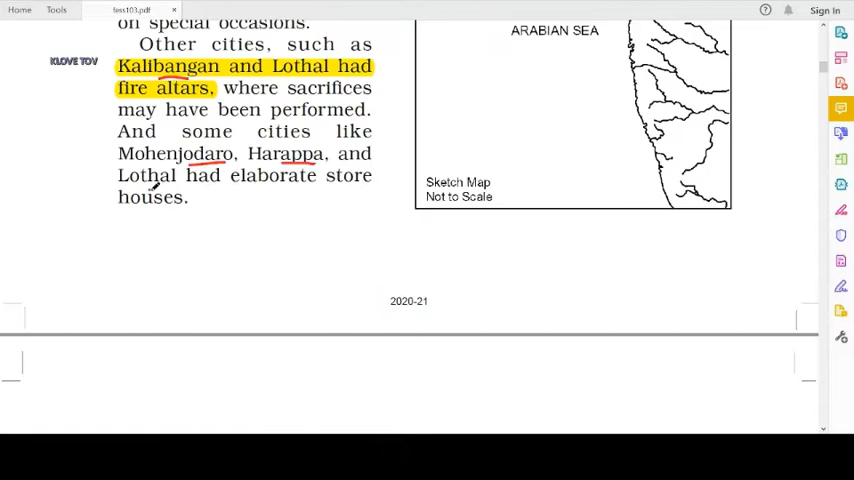 Home Tools fess103.pdf × Sign In
on special occasions.
Other cities, such as
KLOVE TOV
Kalibangan and Lothal had
fire altars, where sacrifices
may have been performed.
And some cities like
Mohenjodaro, Harappa, and
Lothal had elaborate store
houses.
ARABIAN SEA
Sketch Map
Not to Scale
2020-21